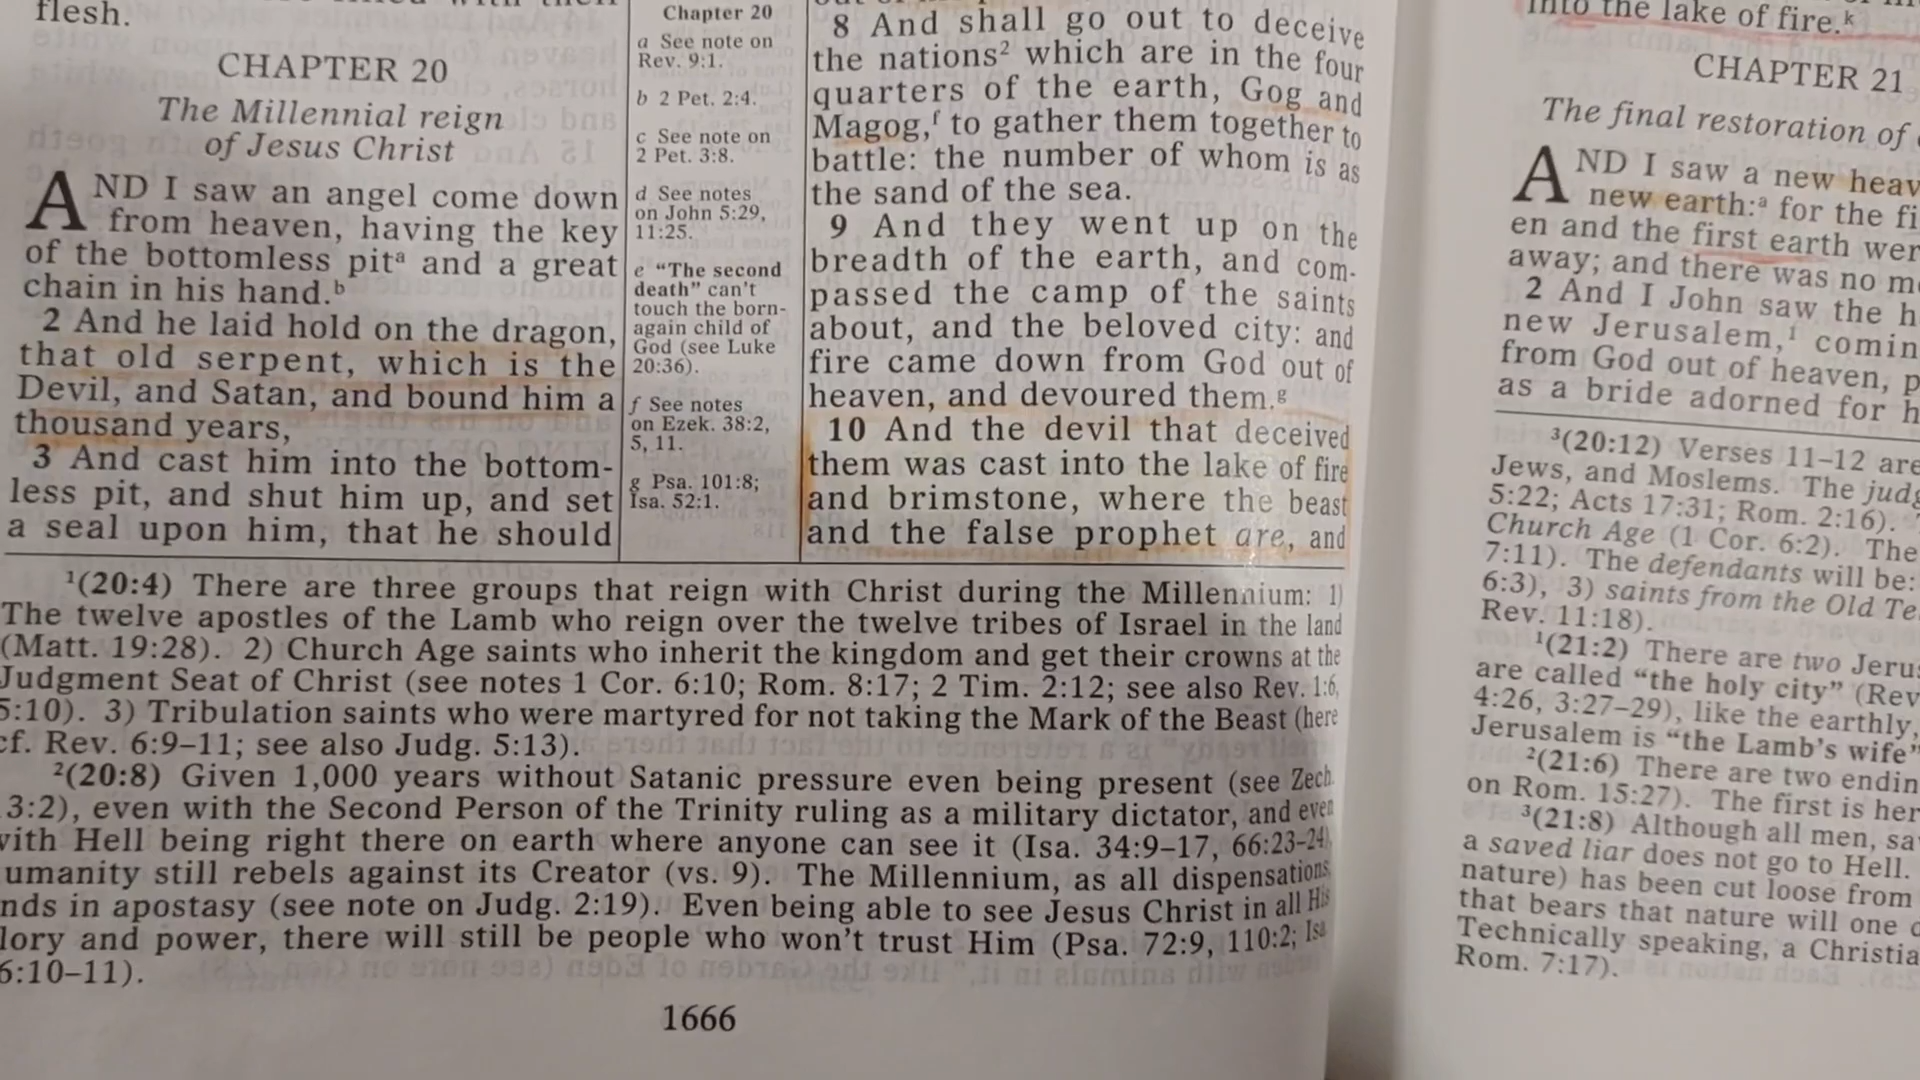 flesh.
CHAPTER 20
The Millennial reign
of Jesus Christ
AND I saw an angel come down
from heaven, having the key
of the bottomless pitᵃ and a great
chain in his hand.ᵇ
2 And he laid hold on the dragon,
that old serpent, which is the
Devil, and Satan, and bound him a
thousand years,
3 And cast him into the bottom-
less pit, and shut him up, and set
a seal upon him, that he should
Chapter 20
a See note on
Rev. 9:1.
b 2 Pet. 2:4.
c See note on
2 Pet. 3:8.
d See notes
on John 5:29,
11:25.
e “The second
death” can’t
touch the born-
again child of
God (see Luke
20:36).
f See notes
on Ezek. 38:2,
5, 11.
g Psa. 101:8;
Isa. 52:1.
8 And shall go out to deceive
the nations² which are in the four
quarters of the earth, Gog and
Magog,ᶠ to gather them together to
battle: the number of whom is as
the sand of the sea.
9 And they went up on the
breadth of the earth, and com-
passed the camp of the saints
about, and the beloved city: and
fire came down from God out of
heaven, and devoured them.ᵍ
10 And the devil that deceived
them was cast into the lake of fire
and brimstone, where the beast
and the false prophet are, and
¹(20:4) There are three groups that reign with Christ during the Millennium: 1)
The twelve apostles of the Lamb who reign over the twelve tribes of Israel in the land
(Matt. 19:28). 2) Church Age saints who inherit the kingdom and get their crowns at the
Judgment Seat of Christ (see notes 1 Cor. 6:10; Rom. 8:17; 2 Tim. 2:12; see also Rev. 1:6,
5:10). 3) Tribulation saints who were martyred for not taking the Mark of the Beast (here
cf. Rev. 6:9–11; see also Judg. 5:13).
²(20:8) Given 1,000 years without Satanic pressure even being present (see Zech.
3:2), even with the Second Person of the Trinity ruling as a military dictator, and even
with Hell being right there on earth where anyone can see it (Isa. 34:9–17, 66:23–24),
umanity still rebels against its Creator (vs. 9). The Millennium, as all dispensations,
nds in apostasy (see note on Judg. 2:19). Even being able to see Jesus Christ in all His
lory and power, there will still be people who won’t trust Him (Psa. 72:9, 110:2; Isa.
6:10–11).
1666
into the lake of fire.ᵏ
CHAPTER 21
The final restoration of
AND I saw a new heav
new earth:ᵃ for the fi
en and the first earth wer
away; and there was no m
2 And I John saw the h
new Jerusalem,¹ comin
from God out of heaven, p
as a bride adorned for h
³(20:12) Verses 11–12 are
Jews, and Moslems. The judg
5:22; Acts 17:31; Rom. 2:16).
Church Age (1 Cor. 6:2). The
7:11). The defendants will be:
6:3), 3) saints from the Old Te
Rev. 11:18).
¹(21:2) There are two Jerus
are called “the holy city” (Rev
4:26, 3:27–29), like the earthly,
Jerusalem is “the Lamb’s wife”
²(21:6) There are two endin
on Rom. 15:27). The first is her
³(21:8) Although all men, sav
a saved liar does not go to Hell.
nature) has been cut loose from
that bears that nature will one d
Technically speaking, a Christia
Rom. 7:17).